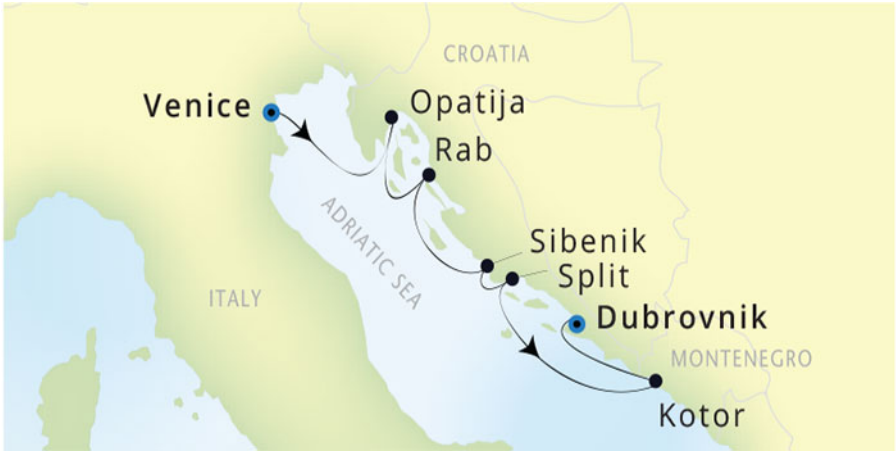 CROATIA
Venice
Opatija
Rab
ADRIATIC SEA
Sibenik
Split
ITALY
Dubrovnik
MONTENEGRO
Kotor